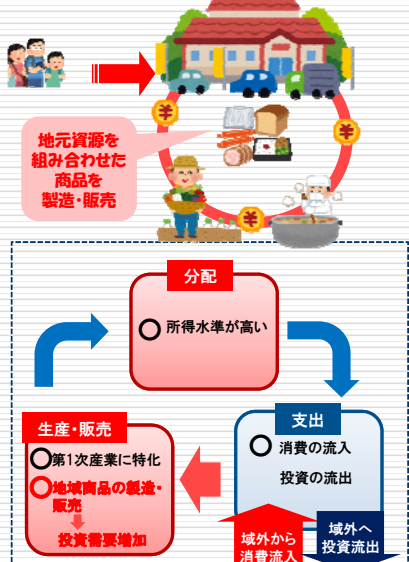 ¥
¥
¥
地元資源を
組み合わせた
商品を
製造・販売
分配
○ 所得水準が高い
生産・販売
○第1次産業に特化
○地域商品の製造・
販売
投資需要増加
支出
○ 消費の流入
投資の流出
域外から
消費流入
域外へ
投資流出